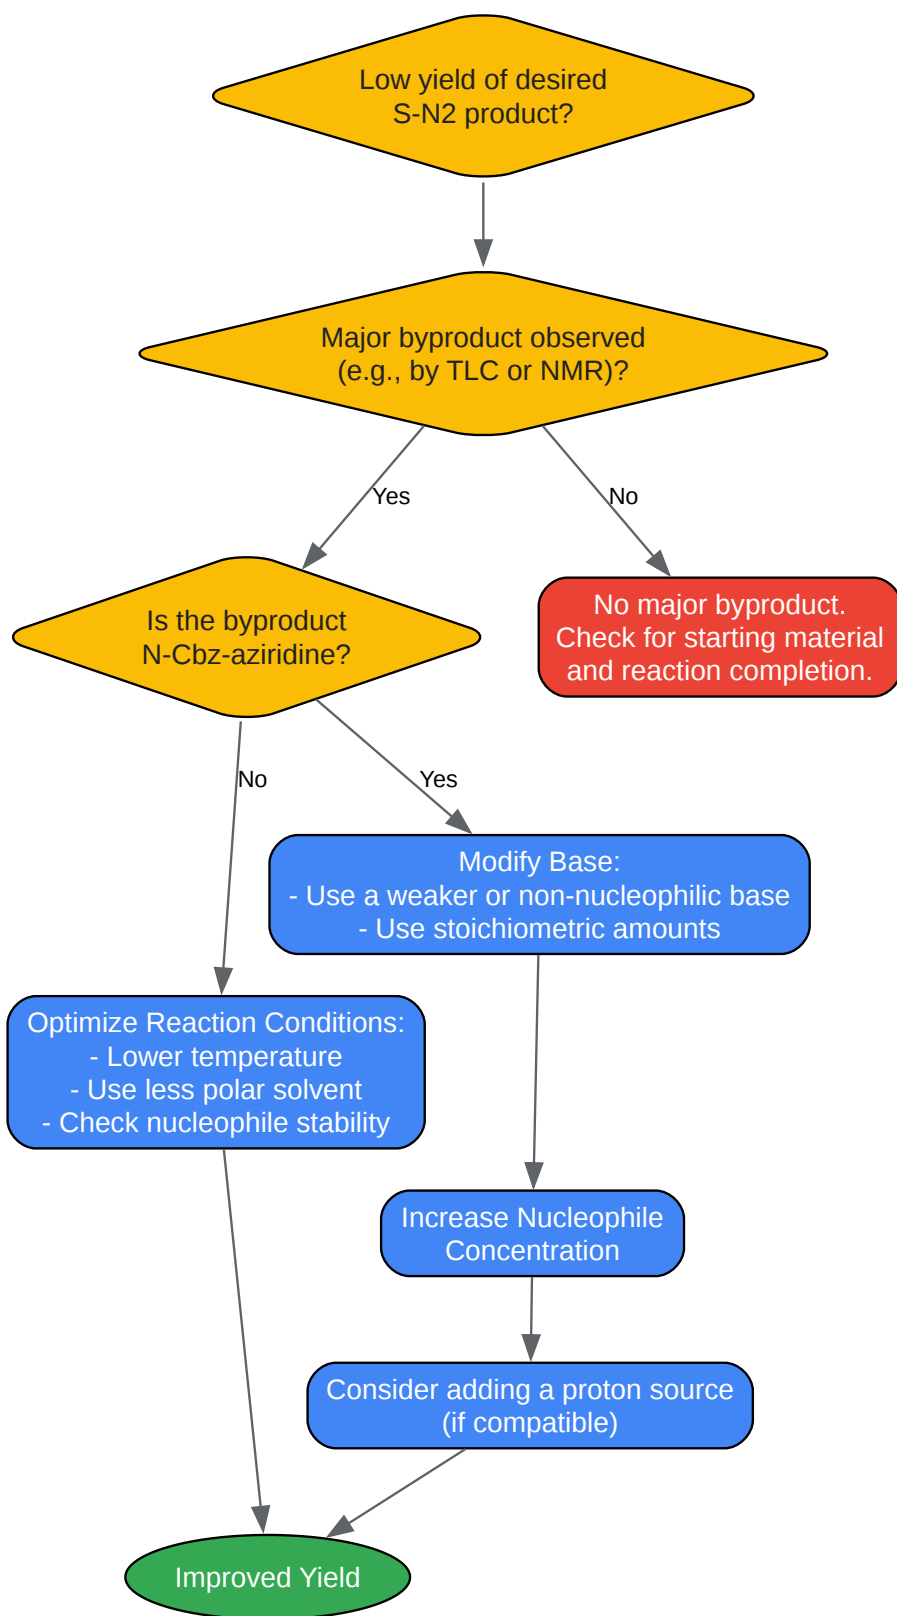 Low yield of desired
S-N2 product?
Major byproduct observed
(e.g., by TLC or NMR)?
Yes
No
Is the byproduct
N-Cbz-aziridine?
No major byproduct.
Check for starting material
and reaction completion.
No
Yes
Modify Base:
- Use a weaker or non-nucleophilic base
- Use stoichiometric amounts
Optimize Reaction Conditions:
- Lower temperature
- Use less polar solvent
- Check nucleophile stability
Increase Nucleophile
Concentration
Consider adding a proton source
(if compatible)
Improved Yield